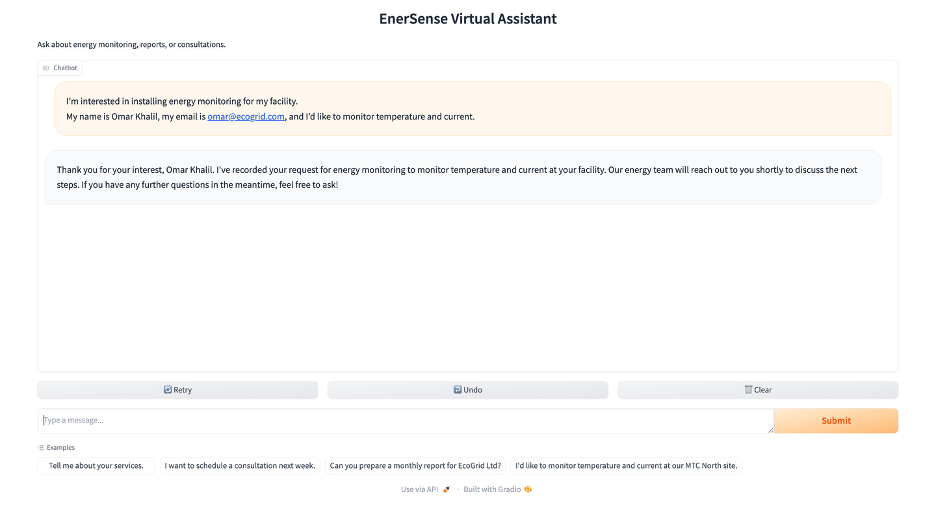 EnerSense Virtual Assistant
Ask about energy monitoring, reports, or consultations.
Chatbot
I'm interested in installing energy monitoring for my facility.
My name is Omar Khalil, my email is omar@ecogrid.com, and I'd like to monitor temperature and current.
Thank you for your interest, Omar Khalil. I've recorded your request for energy monitoring to monitor temperature and current at your facility. Our energy team will reach out to you shortly to discuss the next
steps. If you have any further questions in the meantime, feel free to ask!
Retry
Undo
Clear
Type a message...
Submit
Examples
Tell me about your services.
I want to schedule a consultation next week.
Can you prepare a monthly report for EcoGrid Ltd?
I'd like to monitor temperature and current at our MTC North site.
Use via API · Built with Gradio